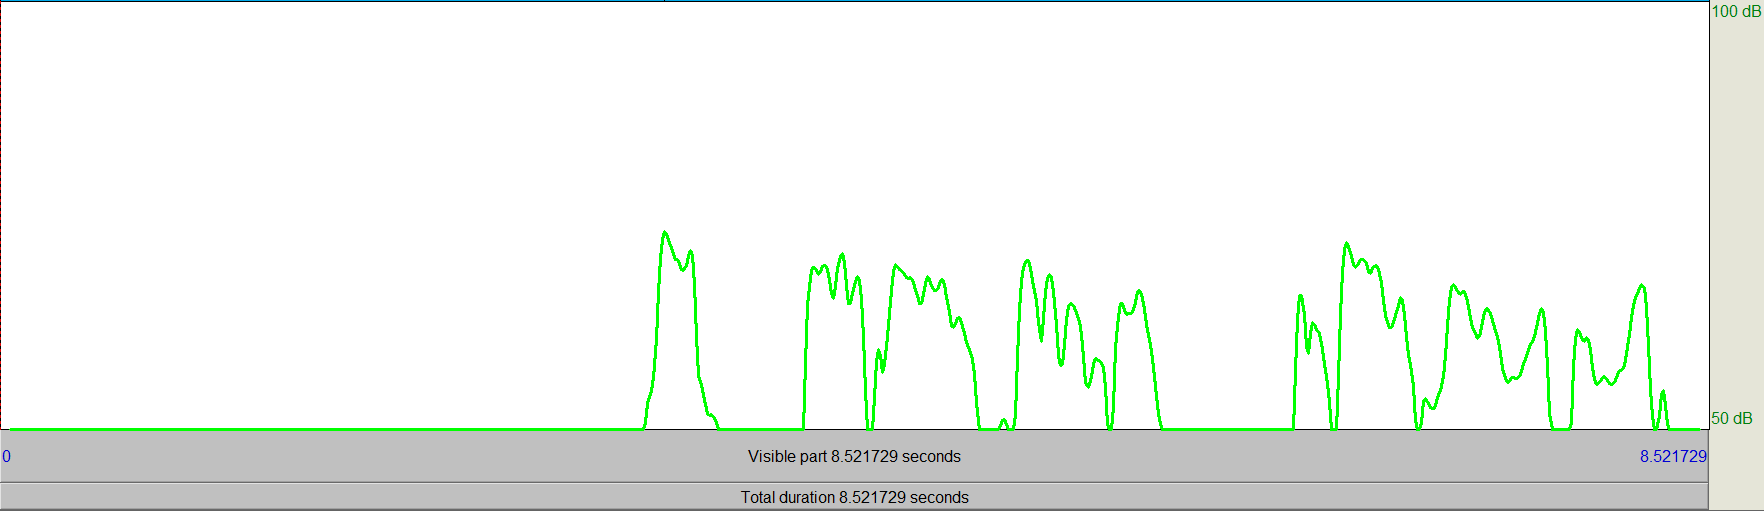 100 dB
50 dB
0 Visible part 8.521729 seconds 8.521729
Total duration 8.521729 seconds